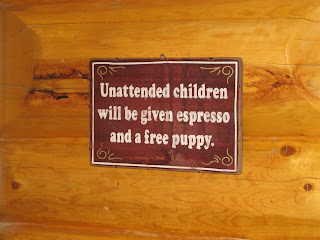 Unattended children
will be given espresso
and a free puppy.